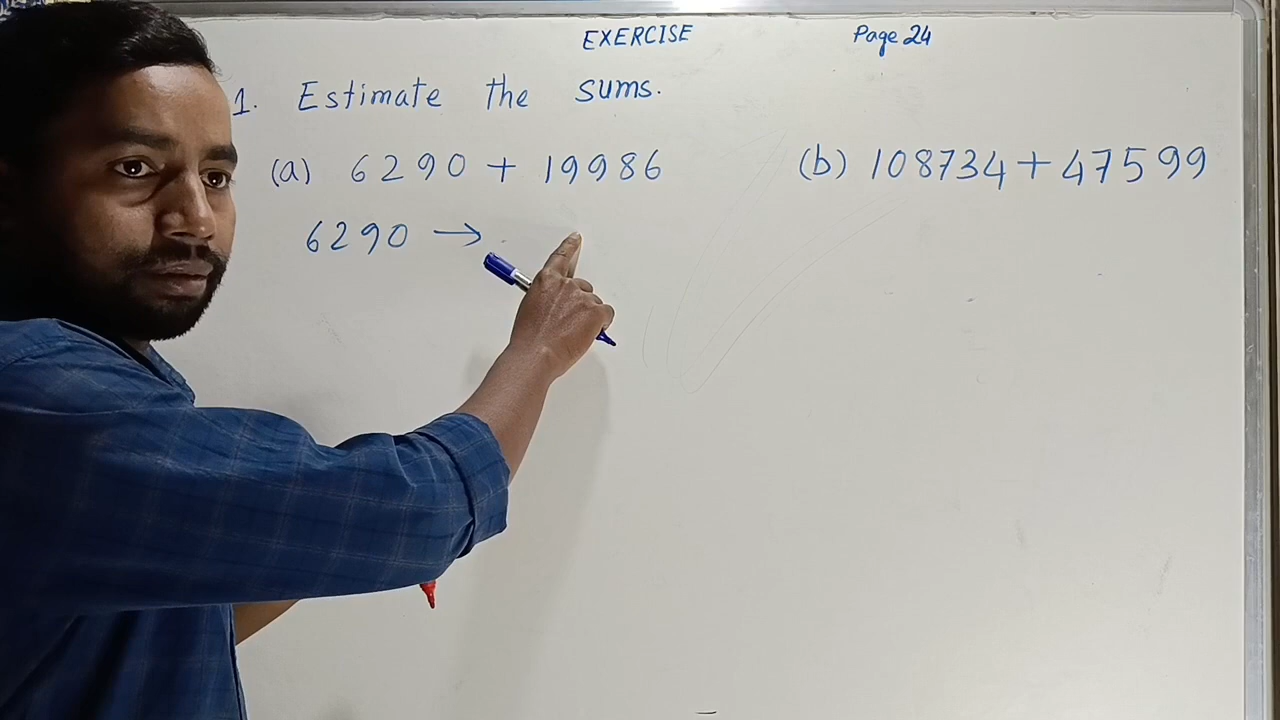 EXERCISE Page 24
1. Estimate the sums.
(a) 6290 + 19986 (b) 108734 + 47599
6290 →